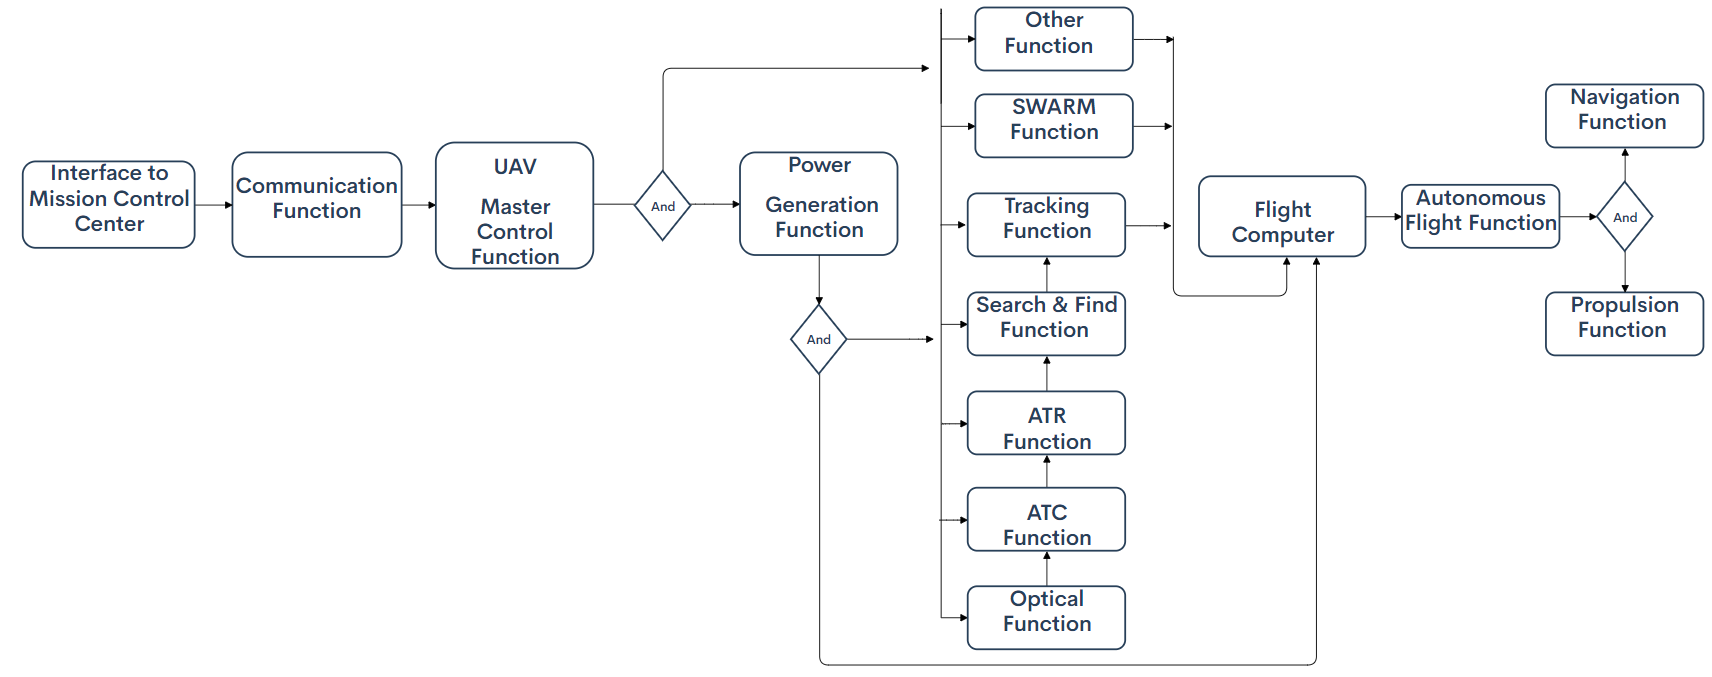 Interface to
Mission Control
Center
Communication
Function
UAV
Master
Control
Function
And
Power
Generation
Function
And
Other
Function
SWARM
Function
Tracking
Function
Search & Find
Function
ATR
Function
ATC
Function
Optical
Function
Flight
Computer
Autonomous
Flight Function
And
Navigation
Function
Propulsion
Function